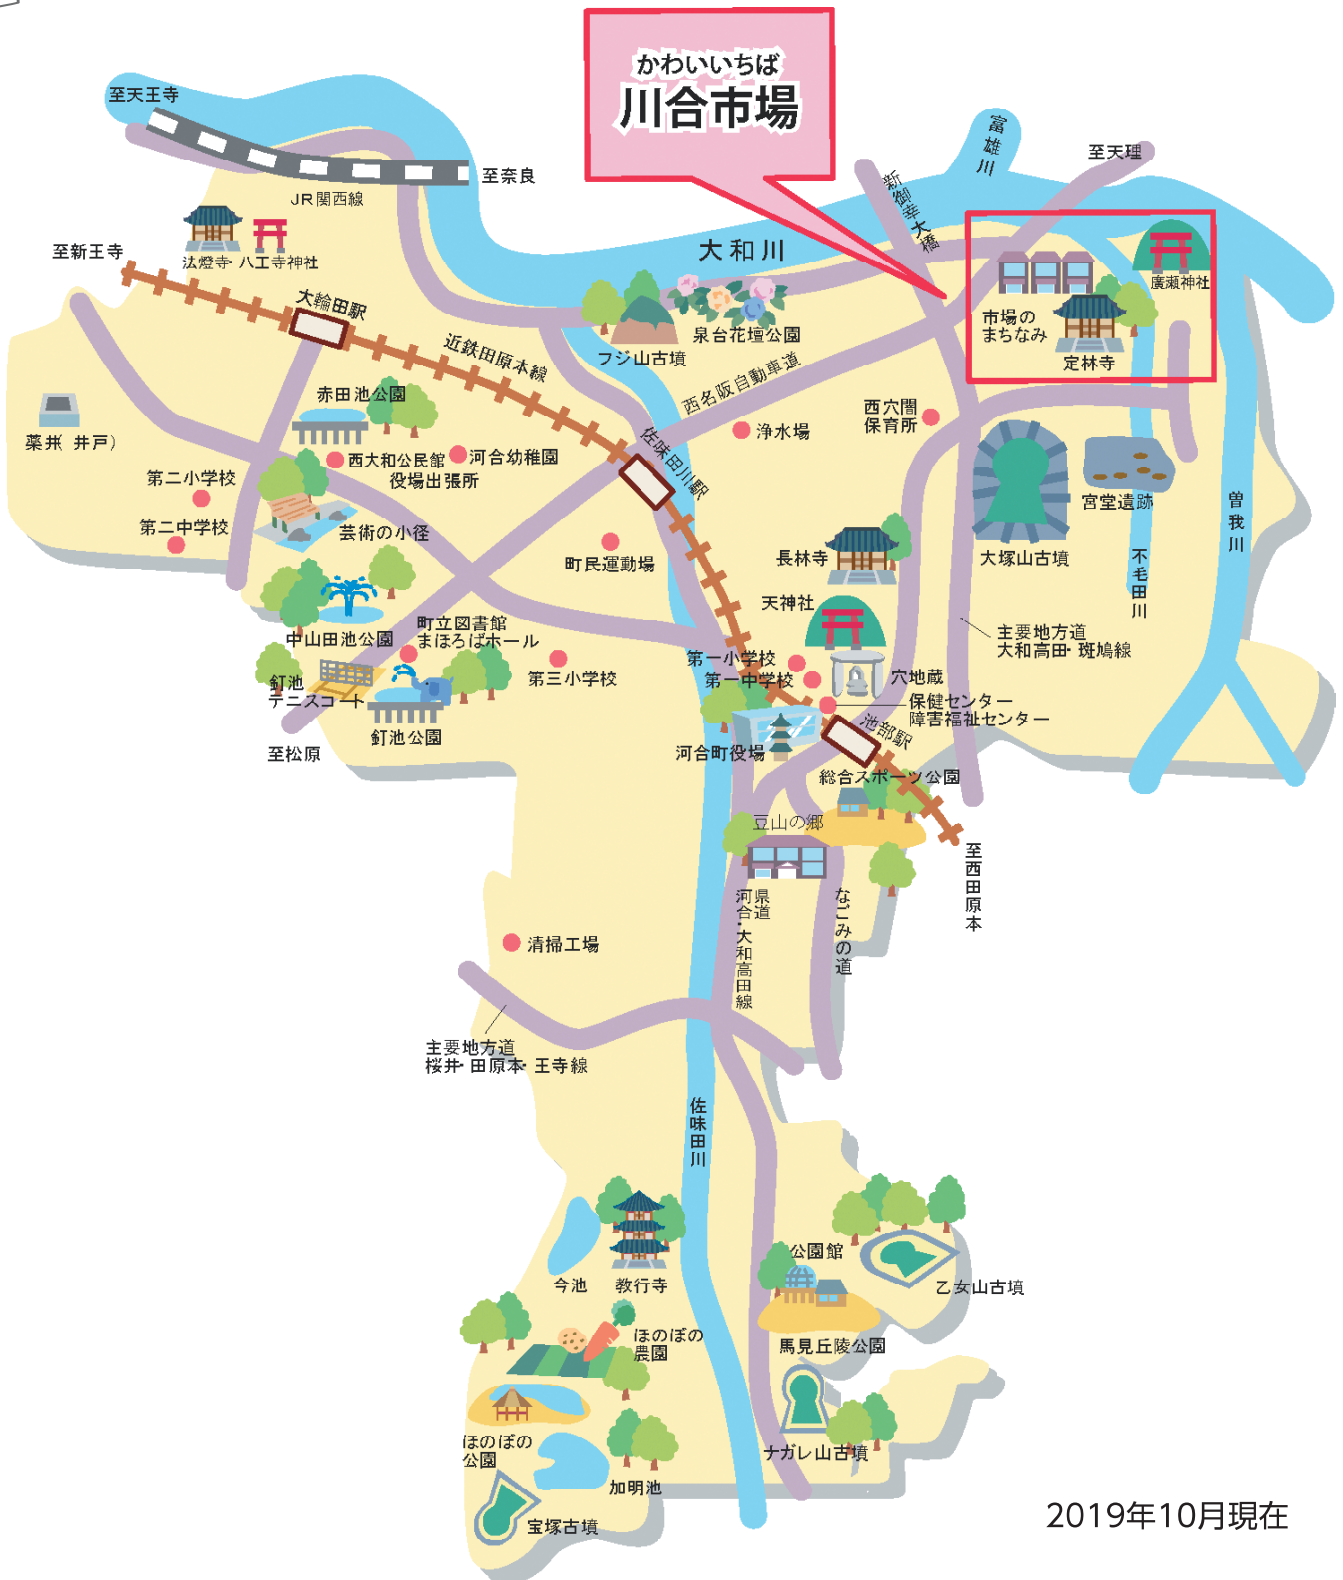 かわいいちば
川合市場
至天王寺
JR関西線
至奈良
富雄川
至天理
新御幸大橋
大和川
至新王寺
法燈寺・八王寺神社
大輪田駅
近鉄田原本線
フジ山古墳
泉台花壇公園
西名阪自動車道
市場の
まちなみ
定林寺
廣瀬神社
薬井(井戸)
赤田池公園
西大和公民館
役場出張所
河合幼稚園
佐味田川駅
浄水場
西穴闇
保育所
第二小学校
第二中学校
芸術の小径
町民運動場
長林寺
大塚山古墳
宮堂遺跡
不毛田川
曽我川
中山田池公園
町立図書館
まほろばホール
天神社
主要地方道
大和高田・斑鳩線
釘池
テニスコート
第三小学校
第一小学校
第一中学校
穴地蔵
保健センター
障害福祉センター
至松原
釘池公園
河合町役場
池部駅
総合スポーツ公園
豆山の郷
至西田原本
県道
河合・大和高田線
なごみの道
清掃工場
主要地方道
桜井・田原本・王寺線
佐味田川
今池
教行寺
公園館
乙女山古墳
ほのぼの
農園
馬見丘陵公園
ほのぼの
公園
加明池
ナガレ山古墳
宝塚古墳
2019年10月現在